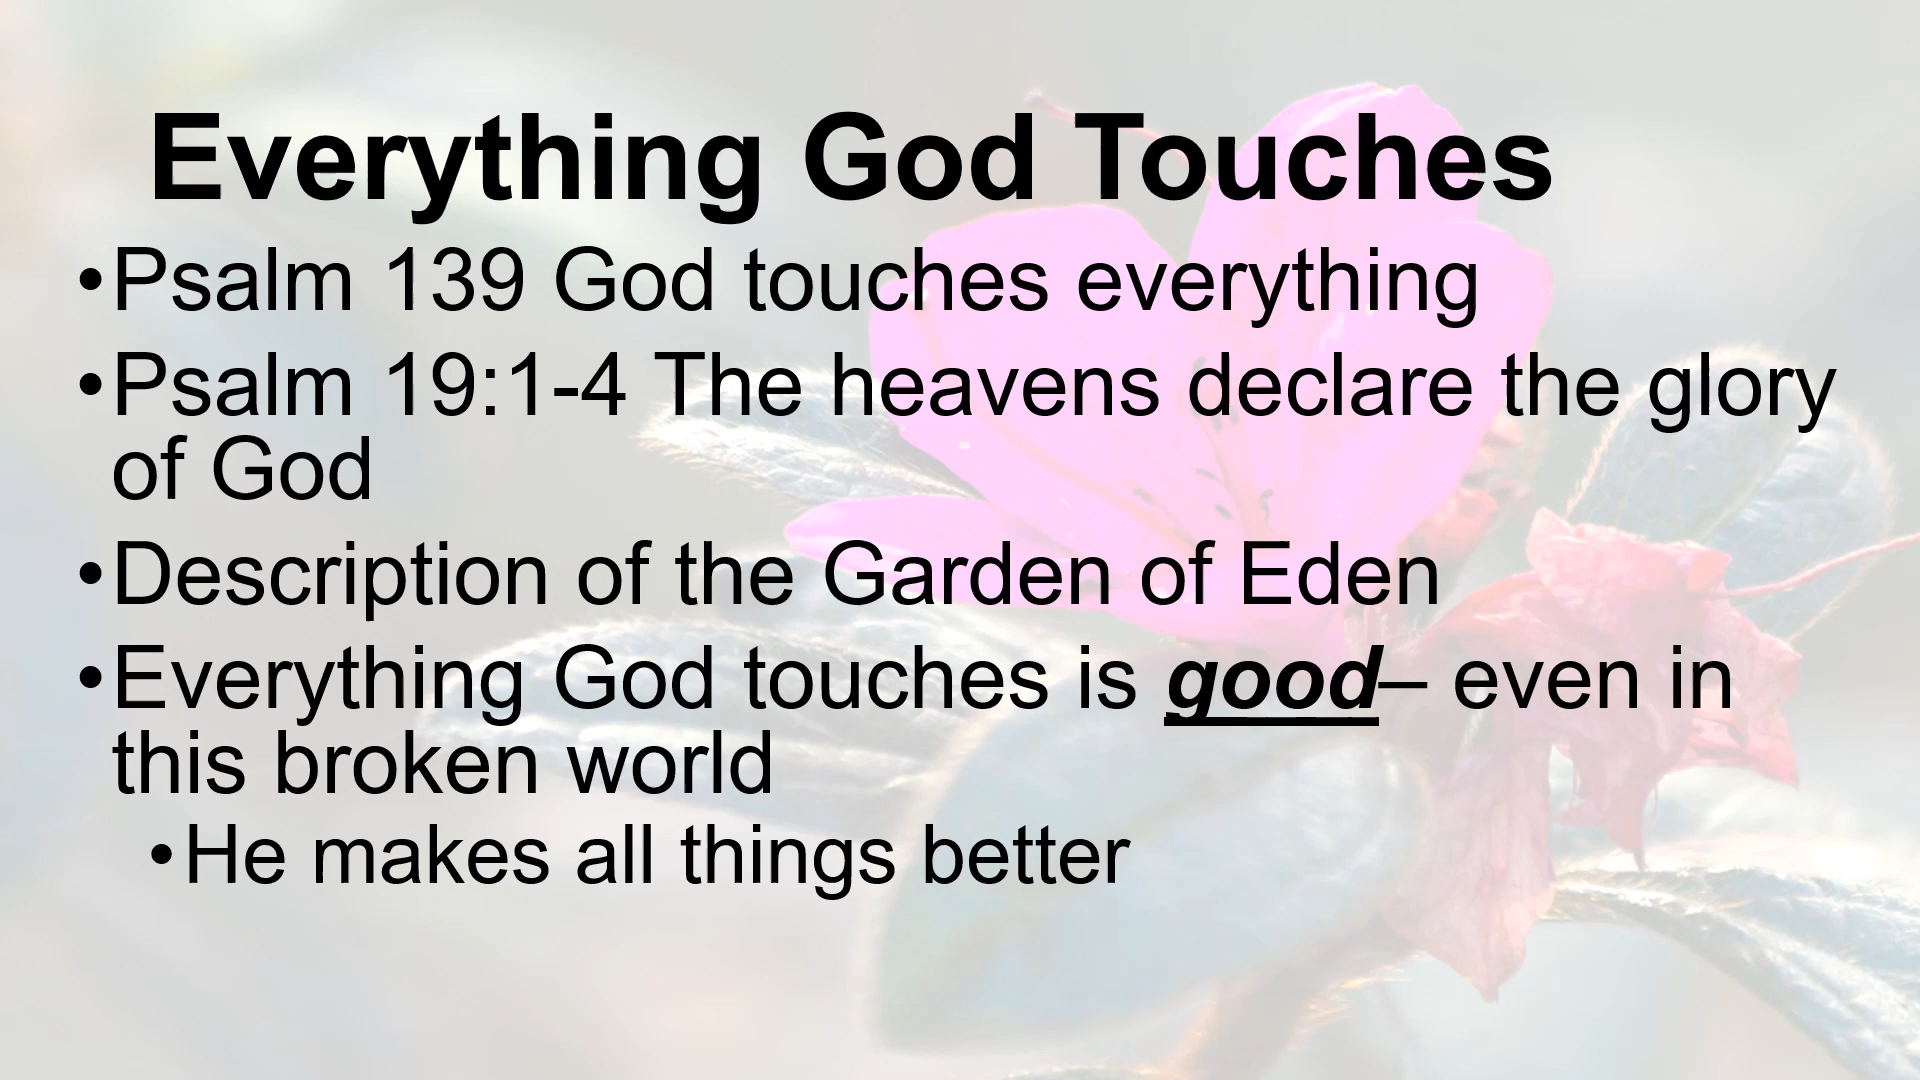 Everything God Touches
•Psalm 139 God touches everything
•Psalm 19:1-4 The heavens declare the glory
of God
•Description of the Garden of Eden
•Everything God touches is good– even in
this broken world
•He makes all things better